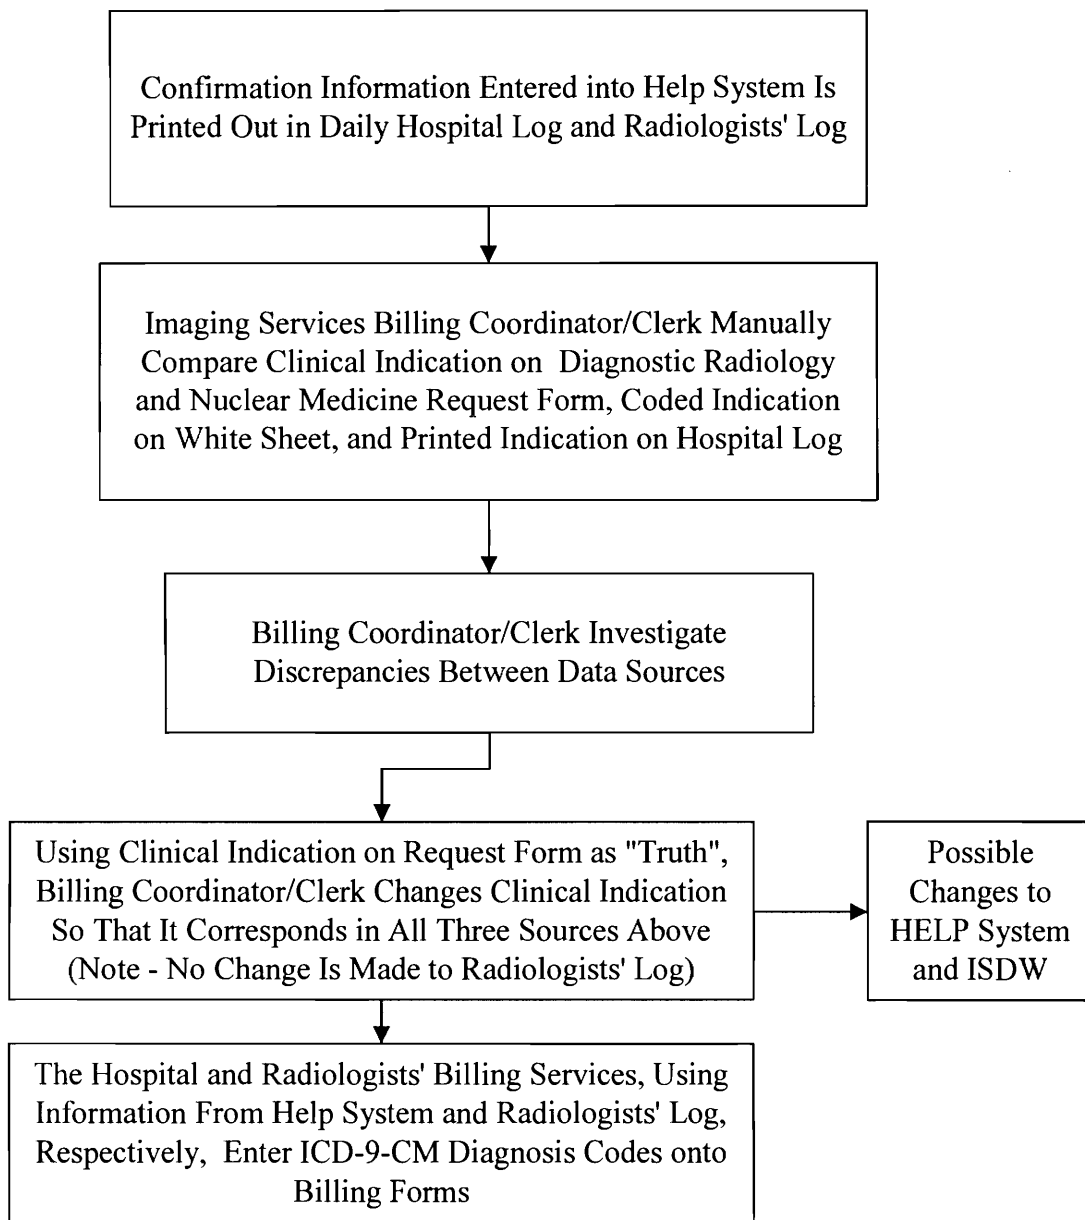 Confirmation Information Entered into Help System Is
Printed Out in Daily Hospital Log and Radiologists' Log
Imaging Services Billing Coordinator/Clerk Manually
Compare Clinical Indication on Diagnostic Radiology
and Nuclear Medicine Request Form, Coded Indication
on White Sheet, and Printed Indication on Hospital Log
Billing Coordinator/Clerk Investigate
Discrepancies Between Data Sources
Using Clinical Indication on Request Form as "Truth",
Billing Coordinator/Clerk Changes Clinical Indication
So That It Corresponds in All Three Sources Above
(Note - No Change Is Made to Radiologists' Log)
Possible
Changes to
HELP System
and ISDW
The Hospital and Radiologists' Billing Services, Using
Information From Help System and Radiologists' Log,
Respectively, Enter ICD-9-CM Diagnosis Codes onto
Billing Forms